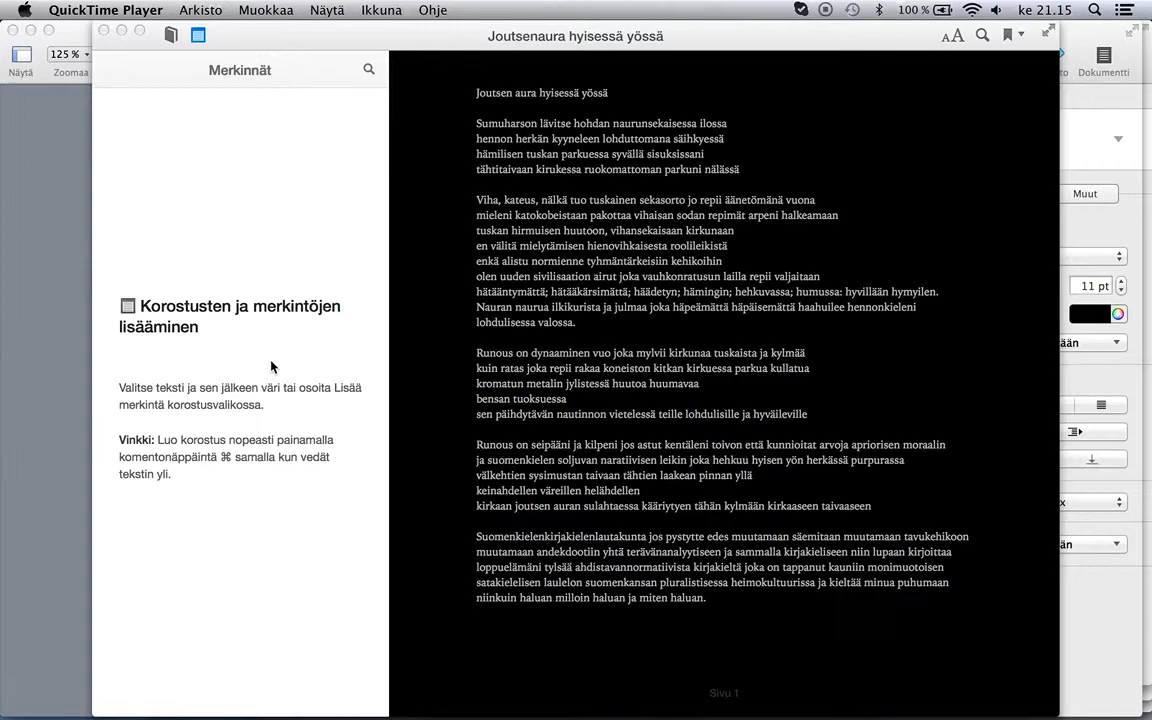 QuickTime Player Arkisto Muokkaa Näytä Ikkuna Ohje 100 % ke 21.15
Joutsenaura hyisessä yössä
AA
125 %
Näytä Zoomaa
Merkinnät
Dokumentti
Joutsen aura hyisessä yössä
Sumuharson lävitse hohdan naurunsekaisessa ilossa
hennon herkän kyyneleen lohduttomana säihkyessä
hämilisen tuskan parkuessa syvällä sisuksissani
tähtitaivaan kirukessa ruokomattoman parkuni nälässä
Viha, kateus, nälkä tuo tuskainen sekasorto jo repii äänetömänä vuona
mieleni katokobeistaan pakottaa vihaisan sodan repimät arpeni halkeamaan
tuskan hirmuisen huutoon, vihansekaisaan kirkunaan
en välitä mielytämisen hienovihkaisesta roolileikistä
enkä alistu normienne tyhmäntärkeisiin kehikoihin
olen uuden sivilisaation airut joka vauhkonratusun lailla repii valjaitaan
hätääntymättä; hätääkärsimättä; häädetyn; hämingin; hehkuvassa; humussa: hyvillään hymyilen.
Nauran naurua ilkikurista ja julmaa joka häpeämättä häpäisemättä haahuilee hennonkieleni
lohdulisessa valossa.
Runous on dynaaminen vuo joka mylvii kirkunaa tuskaista ja kylmää
kuin ratas joka repii rakaa koneiston kitkan kirkuessa parkua kullatua
kromatun metalin jylistessä huutoa huumavaa
bensan tuoksuessa
sen päihdytävän nautinnon vietelessä teille lohdulisille ja hyväileville
Runous on seipääni ja kilpeni jos astut kentäleni toivon että kunnioitat arvoja apriorisen moraalin
ja suomenkielen soljuvan naratiivisen leikin joka hehkuu hyisen yön herkässä purpurassa
välkehtien sysimustan taivaan tähtien laakean pinnan yllä
keinahdellen väreillen helähdellen
kirkaan joutsen auran sulahtaessa kääriytyen tähän kylmään kirkaaseen taivaaseen
Suomenkielenkirjakielenlautakunta jos pystytte edes muutamaan säemitaan muutamaan tavukehikoon
muutamaan andekdootiin yhtä terävänanalyytiseen ja sammalla kirjakieliseen niin lupaan kirjoittaa
loppuelämäni tylsää ahdistavannormatiivista kirjakieltä joka on tappanut kauniin monimuotoisen
satakielelisen laulelon suomenkansan pluralistisessa heimokultuurissa ja kieltää minua puhumaan
niinkuin haluan milloin haluan ja miten haluan.
Sivu 1
Korostusten ja merkintöjen
lisääminen
Valitse teksti ja sen jälkeen väri tai osoita Lisää
merkintä korostusvalikossa.
Vinkki: Luo korostus nopeasti painamalla
komentonäppäintä ⌘ samalla kun vedät
tekstin yli.
Muut
11 pt